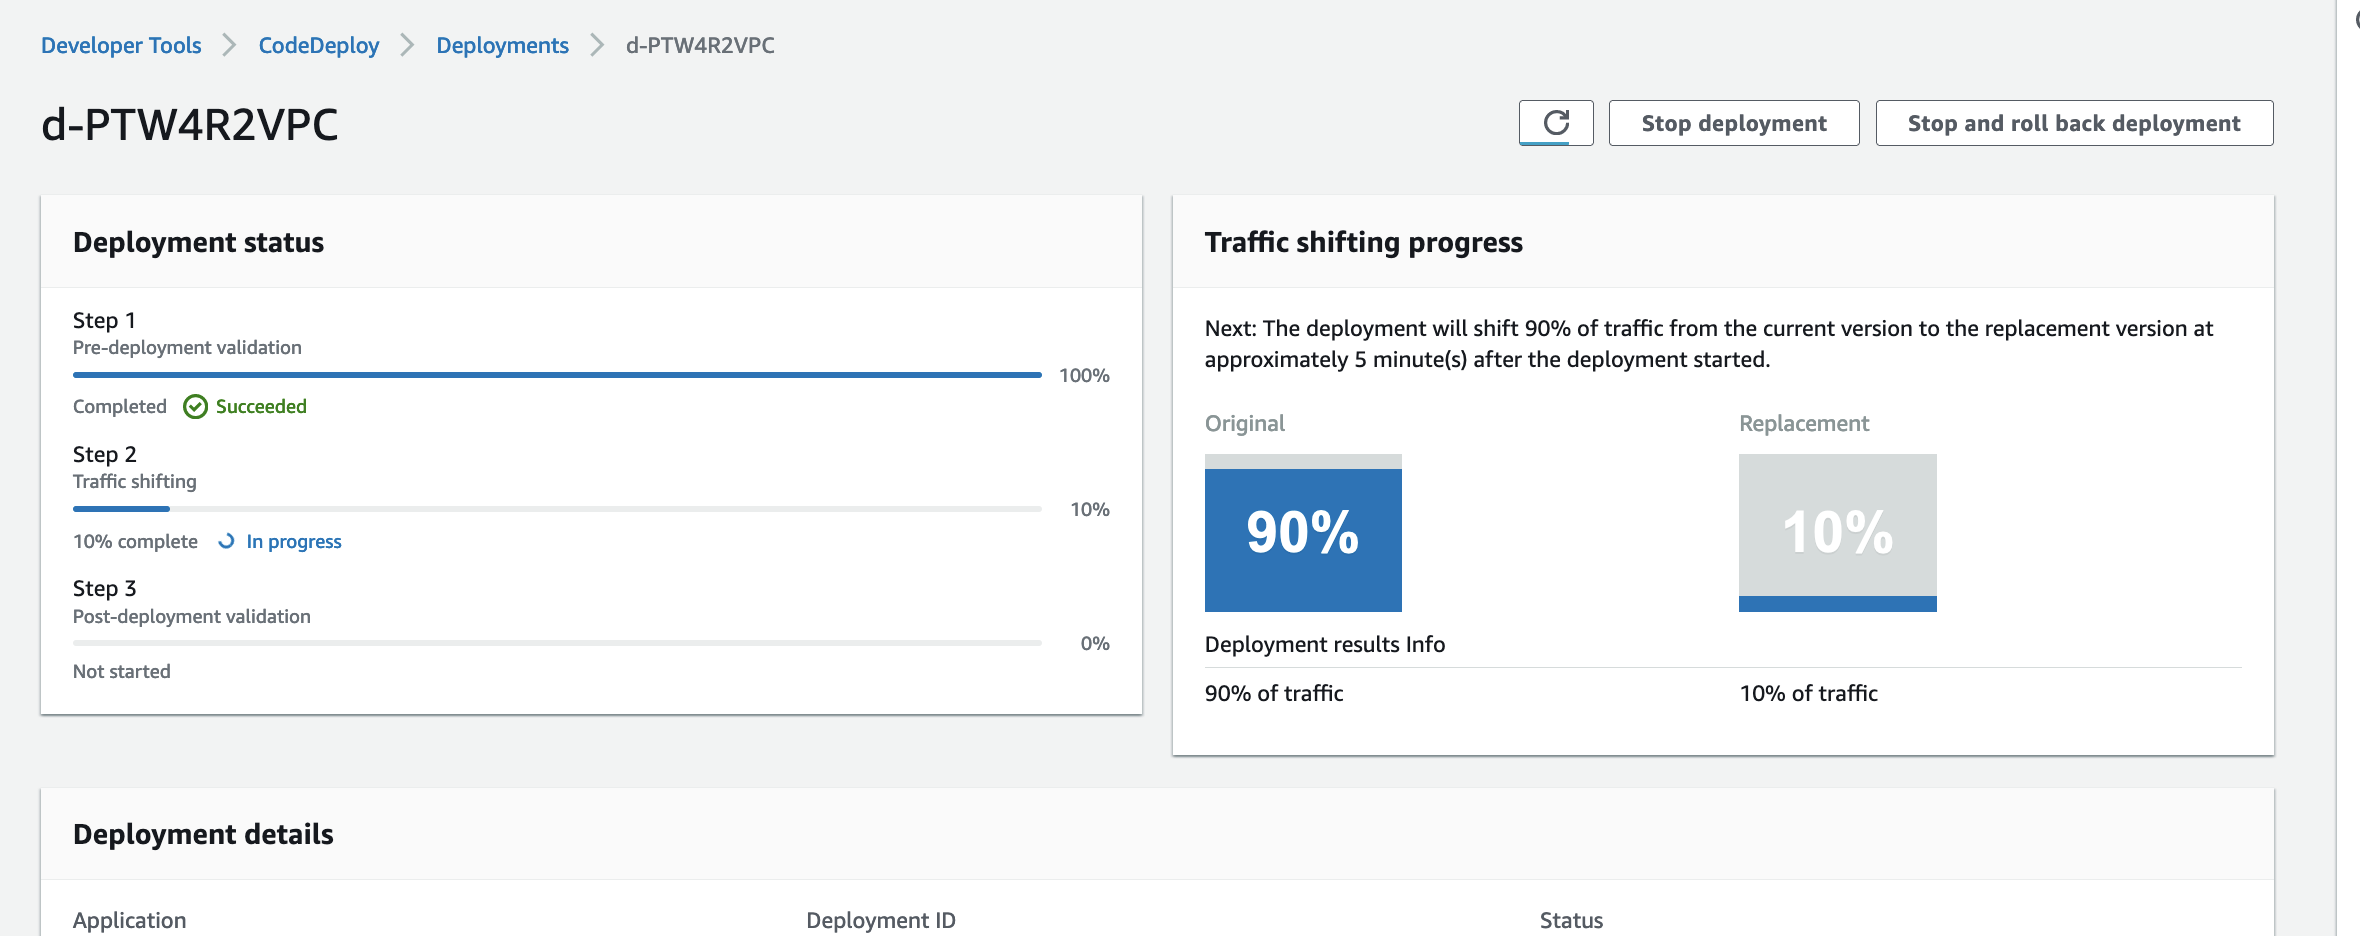 Developer Tools > CodeDeploy > Deployments > d-PTW4R2VPC
d-PTW4R2VPC
Stop deployment
Stop and roll back deployment
Deployment status
Step 1
Pre-deployment validation
100%
Completed Succeeded
Step 2
Traffic shifting
10%
10% complete In progress
Step 3
Post-deployment validation
0%
Not started
Traffic shifting progress
Next: The deployment will shift 90% of traffic from the current version to the replacement version at
approximately 5 minute(s) after the deployment started.
Original Replacement
90% 10%
Deployment results Info
90% of traffic 10% of traffic
Deployment details
Application Deployment ID Status